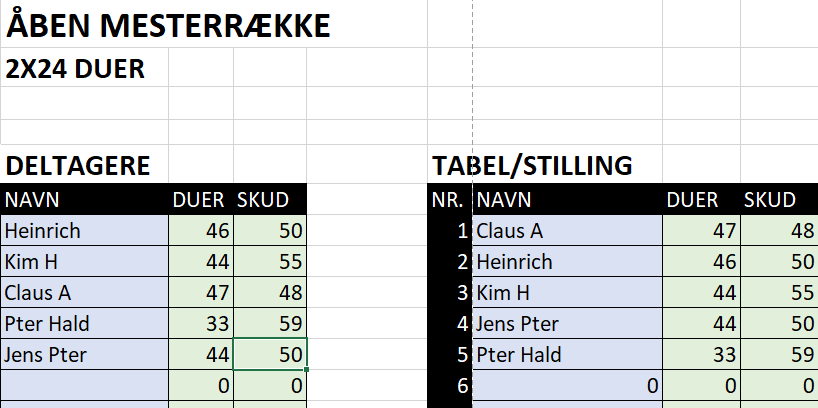 ÅBEN MESTERRÆKKE
2X24 DUER
DELTAGERE TABEL/STILLING
NAVN DUER SKUD NR. NAVN DUER SKUD
Heinrich 46 50 1 Claus A 47 48
Kim H 44 55 2 Heinrich 46 50
Claus A 47 48 3 Kim H 44 55
Pter Hald 33 59 4 Jens Pter 44 50
Jens Pter 44 50 5 Pter Hald 33 59
0 0 6 0 0 0